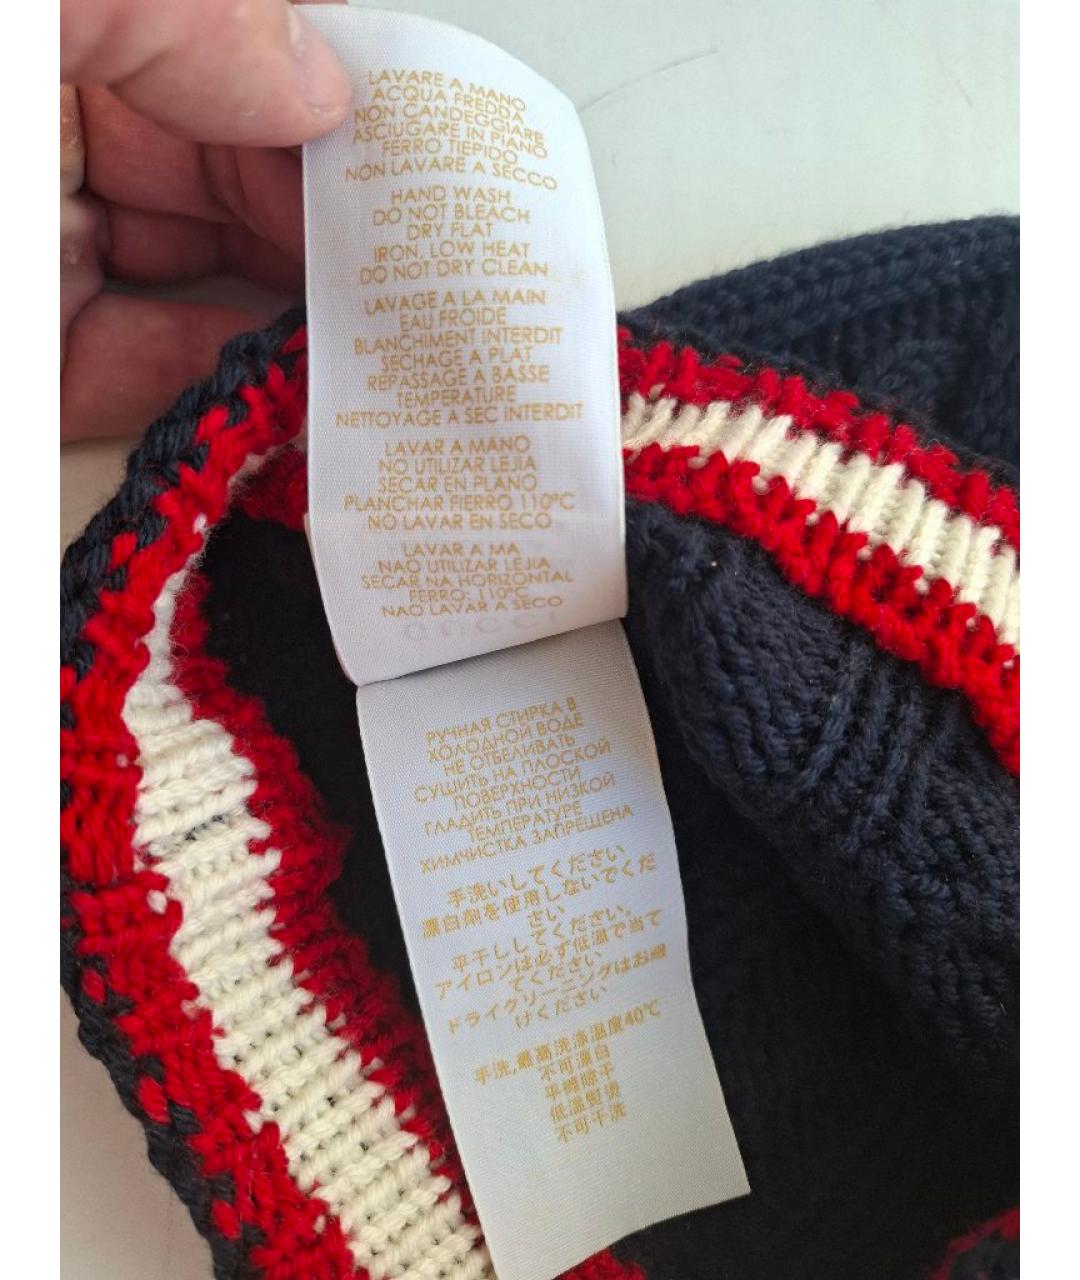 LAVARE A MANO
ACQUA FREDDA
NON CANDEGGIARE
ASCIUGARE IN PIANO
FERRO TIEPIDO
NON LAVARE A SECCO
HAND WASH
DO NOT BLEACH
DRY FLAT
IRON, LOW HEAT
DO NOT DRY CLEAN
LAVAGE A LA MAIN
EAU FROIDE
BLANCHIMENT INTERDIT
SECHAGE A PLAT
REPASSAGE A BASSE
TEMPERATURE
NETTOYAGE A SEC INTERDIT
LAVAR A MANO
NO UTILIZAR LEJIA
SECAR EN PLANO
PLANCHAR FIERRO 110°C
NO LAVAR EN SECO
LAVAR A MA
NAO UTILIZAR LEJIA
SECAR NA HORIZONTAL
FERRO: 110°C
NAO LAVAR A SECO
GUCCI
РУЧНАЯ СТИРКА В
ХОЛОДНОЙ ВОДЕ
НЕ ОТБЕЛИВАТЬ
СУШИТЬ НА ПЛОСКОЙ
ПОВЕРХНОСТИ
ГЛАДИТЬ ПРИ НИЗКОЙ
ТЕМПЕРАТУРЕ
ХИМЧИСТКА ЗАПРЕЩЕНА
手洗いしてください
漂白剤を使用しないでくだ
さい
平干ししてください。
アイロンは必ず低温で当て
てください
ドライクリーニングはお避
けください
手洗,最高洗涤温度40℃
不可漂白
平摊晾干
低温熨烫
不可干洗